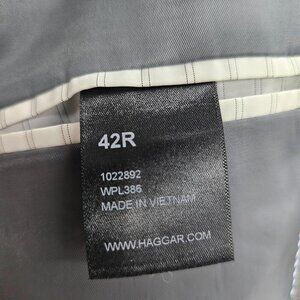 42R
1022892
WPL386
MADE IN VIETNAM
WWW.HAGGAR.COM